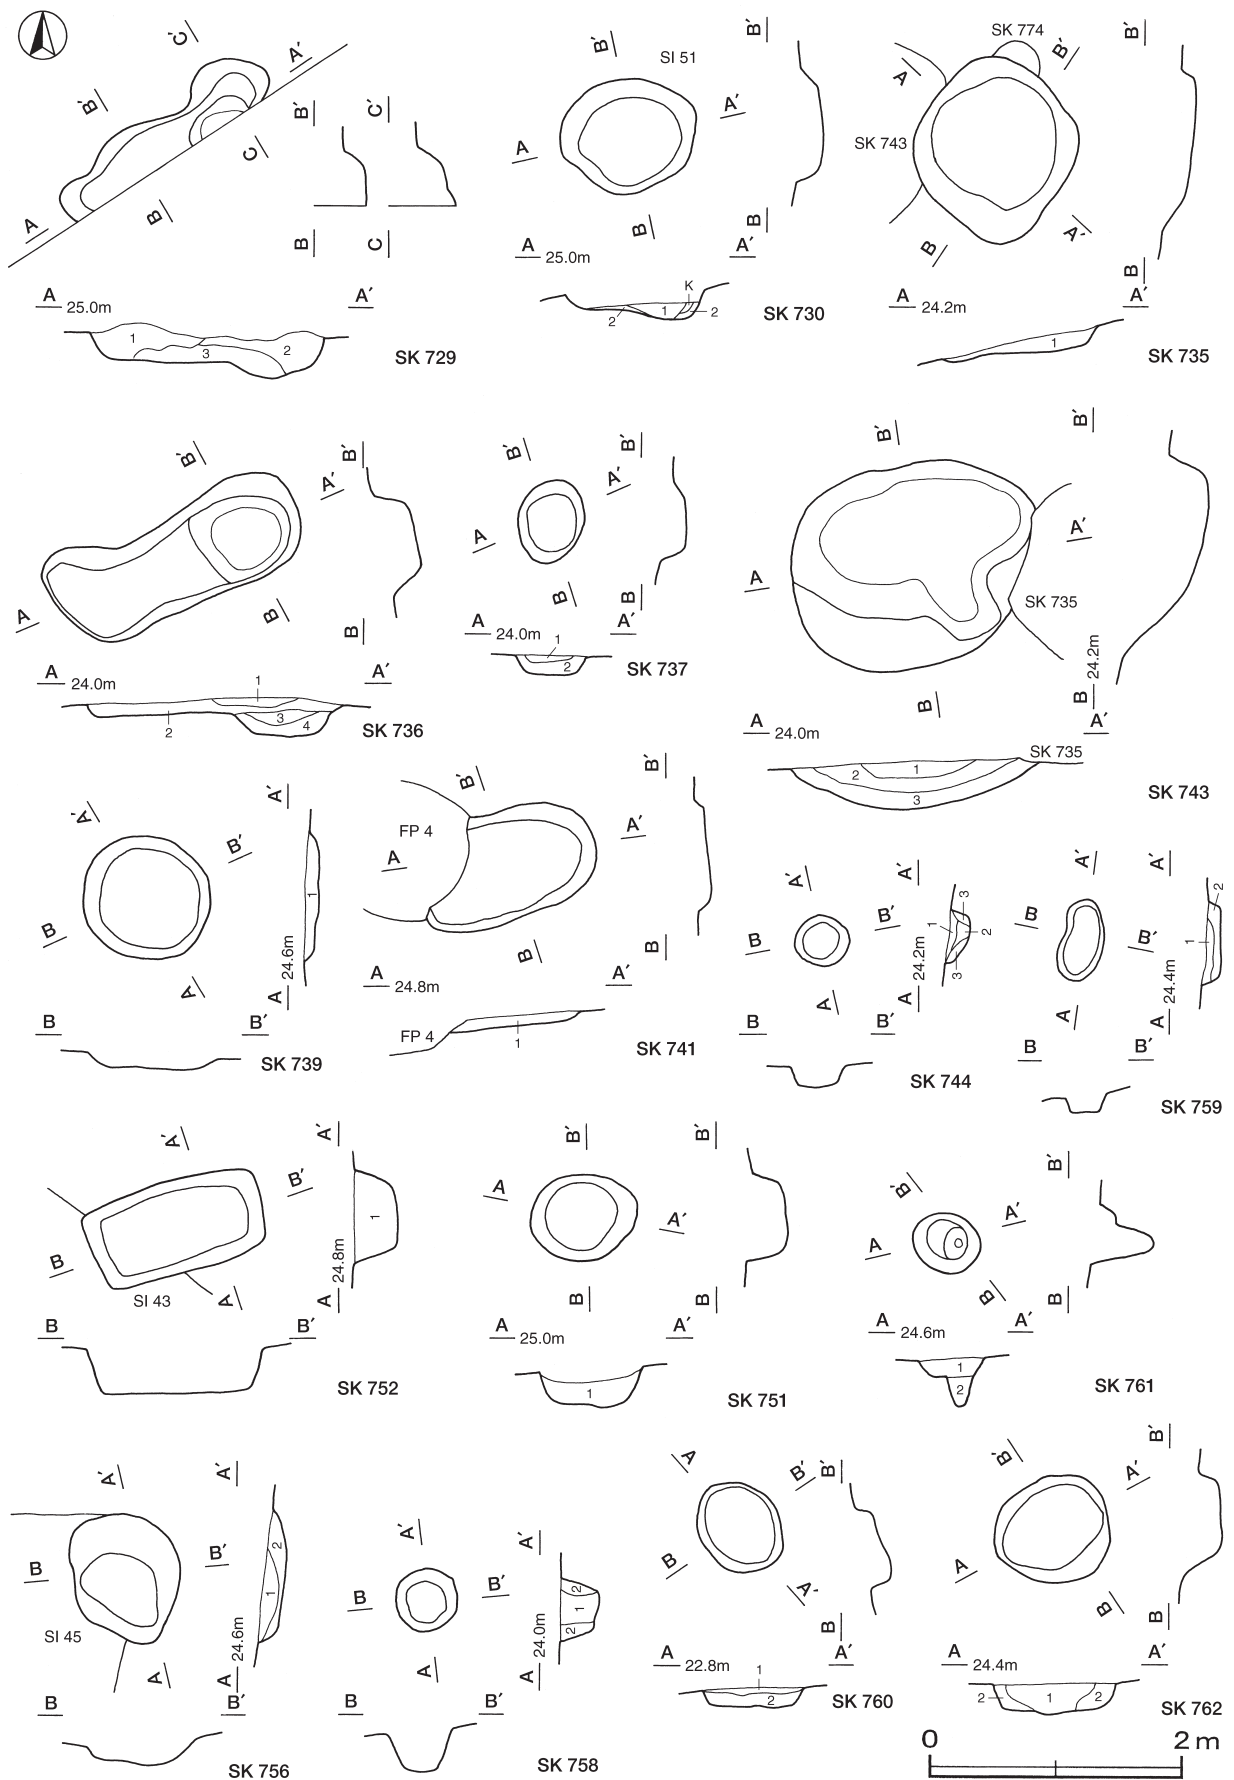 C C' A A' B B'
B' C'
B C
A 25.0m A'
1 2 3
SK 729
B' SI 51 B'
A A'
B B
A 25.0m A'
K
1 2 2
SK 730
SK 774
A B' B'
SK 743
B A' B
A 24.2m A'
1
SK 735
B' B'
A A'
B B
A 24.0m A'
1
2 3 4
SK 736
B' B'
A A'
B B
A 24.0m A'
1
2
SK 737
B' B'
A A'
SK 735
B B 24.2m
A 24.0m A'
SK 735
1 2 3
SK 743
A' A'
B B'
1
A A 24.6m
B B'
SK 739
B' B'
FP 4
A A'
B B
A 24.8m A'
FP 4
1
SK 741
A' A'
B B'
1 2 3 3
A A 24.2m
B B'
SK 744
A' A'
B B'
1 2
A A 24.4m
B B'
SK 759
A' A'
B B'
1
SI 43
A A 24.8m
B B'
SK 752
B' B'
A A'
B B
A 25.0m A'
1
SK 751
B' B'
A A'
B B
A 24.6m A'
1
2
SK 761
A' A'
B B'
1 2
SI 45
A A 24.6m
B B'
SK 756
A' A'
B B'
2 1 2
A A 24.0m
B B'
SK 758
A B' B'
B A' B
A 22.8m A'
1
2
SK 760
B' B'
A A'
B B
A 24.4m A'
2 1 2
SK 762
0 2 m